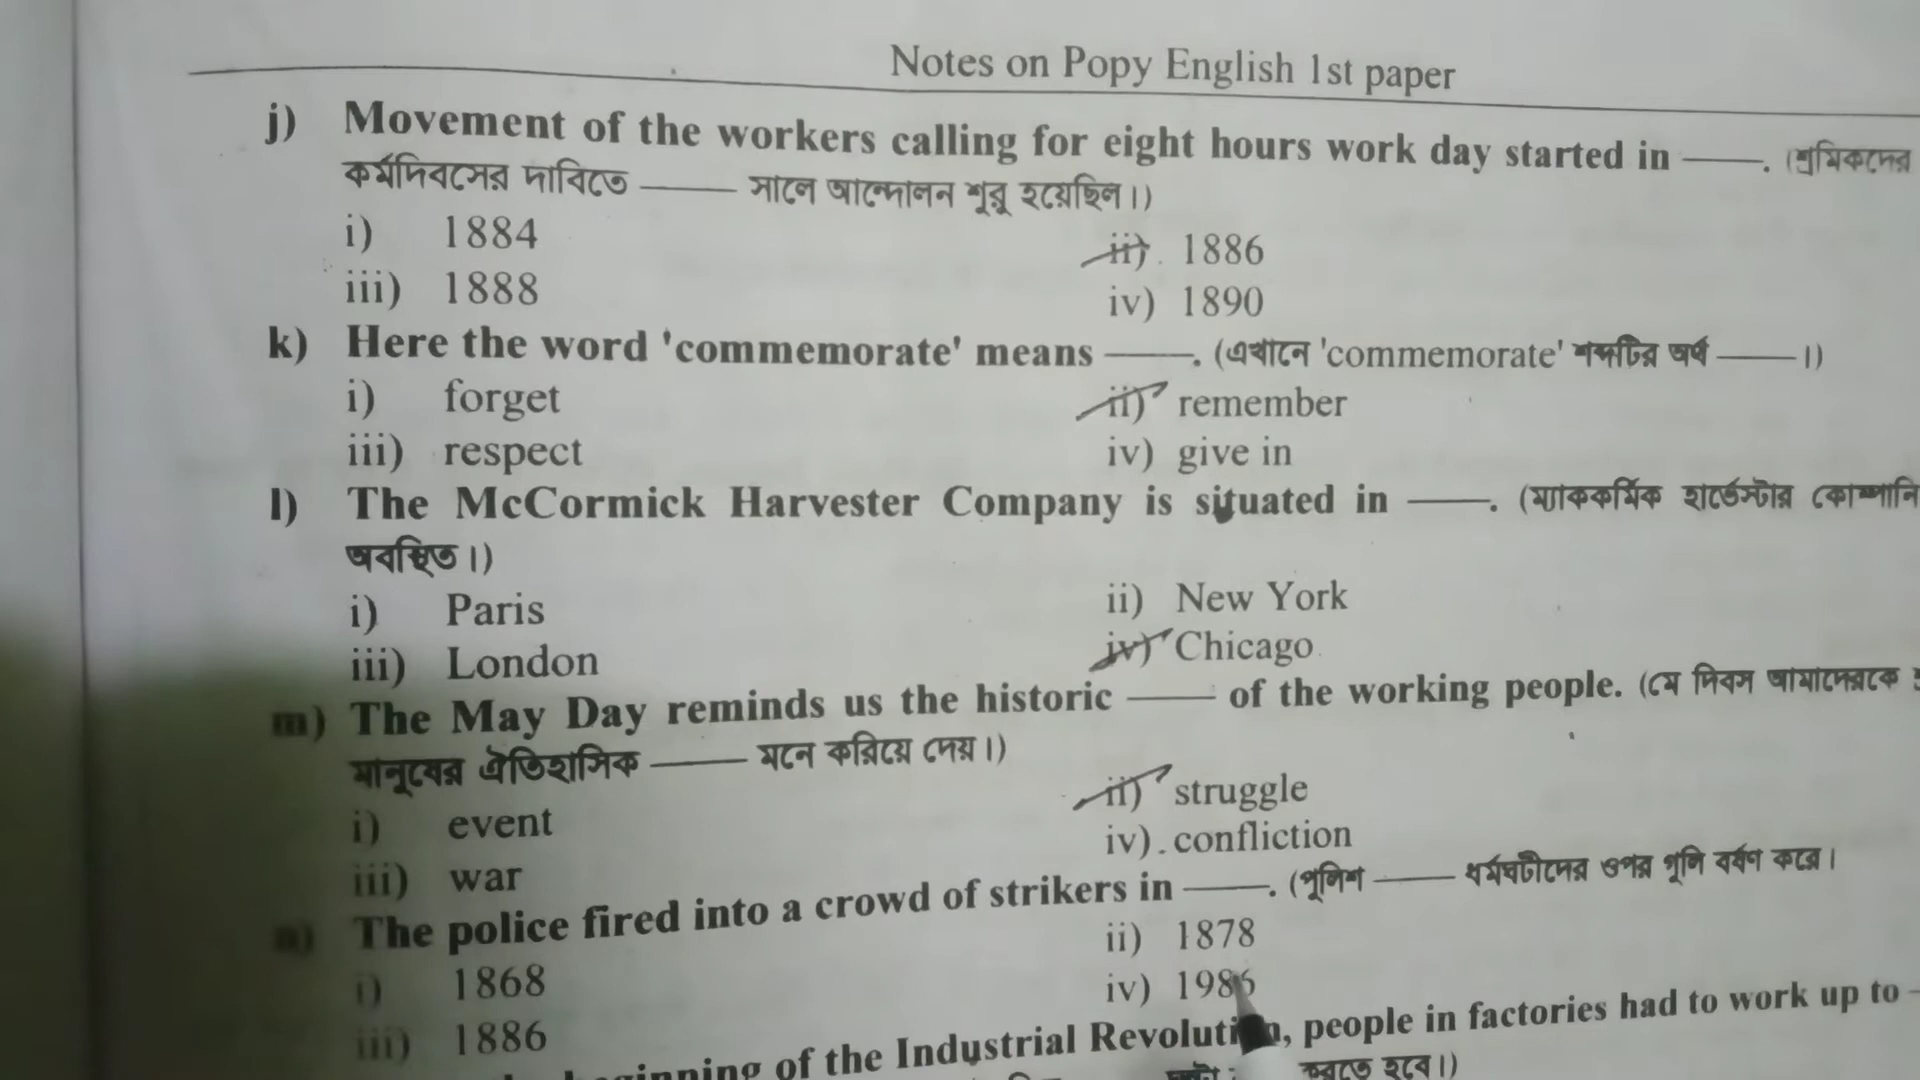 Notes on Popy English 1st paper
j) Movement of the workers calling for eight hours work day started in ——. (শ্রমিকদের
কর্মদিবসের দাবিতে —— সালে আন্দোলন শুরু হয়েছিল।)
i) 1884 ii) 1886
iii) 1888 iv) 1890
k) Here the word 'commemorate' means ——. (এখানে 'commemorate' শব্দটির অর্থ ——।)
i) forget ii) remember
iii) respect iv) give in
l) The McCormick Harvester Company is situated in ——. (ম্যাককর্মিক হার্ভেস্টার কোম্পানি
অবস্থিত।)
i) Paris ii) New York
iii) London iv) Chicago
m) The May Day reminds us the historic —— of the working people. (মে দিবস আমাদেরকে
মানুষের ঐতিহাসিক —— মনে করিয়ে দেয়।)
i) event ii) struggle
iii) war iv) confliction
n) The police fired into a crowd of strikers in ——. (পুলিশ —— ধর্মঘটীদের ওপর গুলি বর্ষণ করে।
i) 1868 ii) 1878
iii) 1886 iv) 1986
beginning of the Industrial Revolution, people in factories had to work up to —
করতে হবে।)